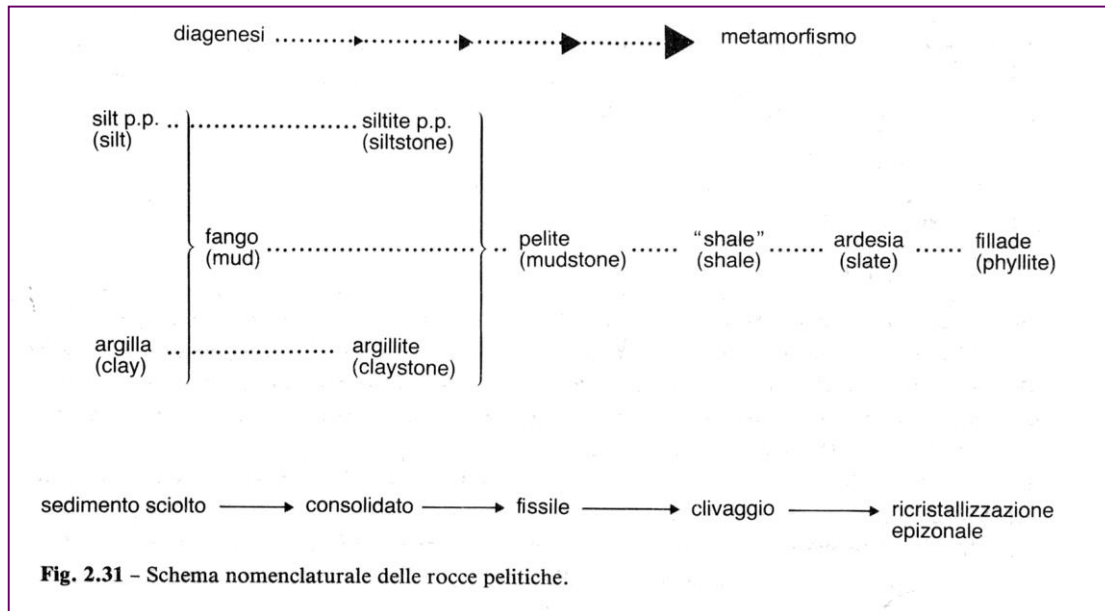 diagenesi metamorfismo
silt p.p. siltite p.p.
(silt) (siltstone)
fango pelite "shale" ardesia fillade
(mud) (mudstone) (shale) (slate) (phyllite)
argilla argillite
(clay) (claystone)
sedimento sciolto consolidato fissile clivaggio ricristallizzazione
epizonale
Fig. 2.31 – Schema nomenclaturale delle rocce pelitiche.